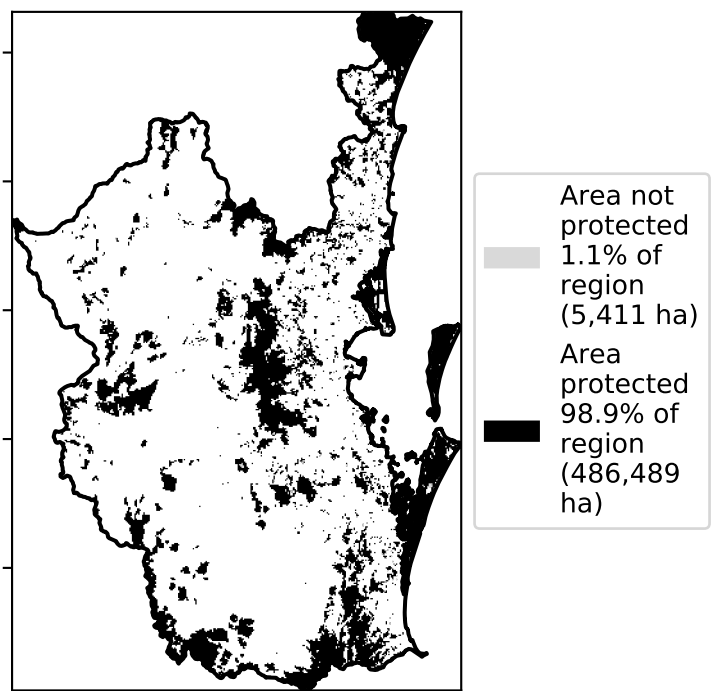 Area not
protected
1.1% of
region
(5,411 ha)
Area
protected
98.9% of
region
(486,489
ha)